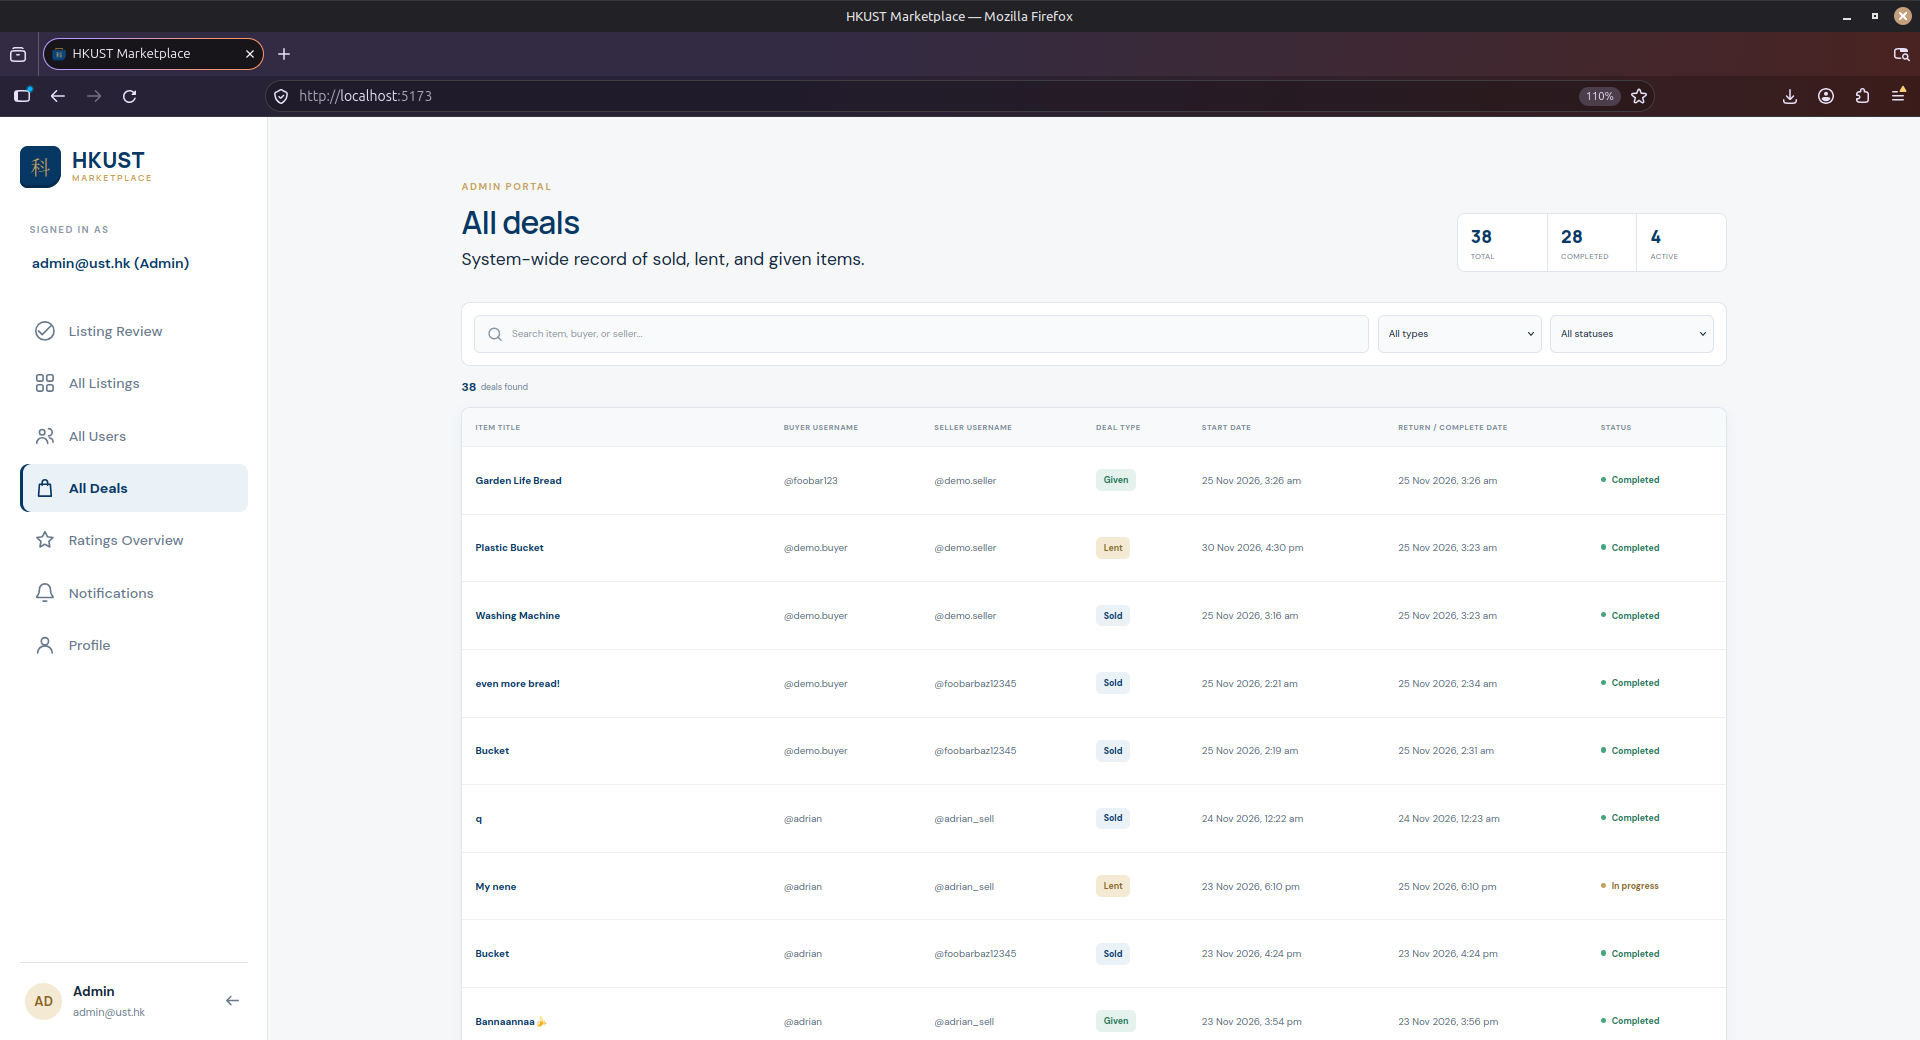 HKUST Marketplace — Mozilla Firefox
HKUST Marketplace
http://localhost:5173
110%
科
HKUST
MARKETPLACE
SIGNED IN AS
admin@ust.hk (Admin)
Listing Review
All Listings
All Users
All Deals
Ratings Overview
Notifications
Profile
AD
Admin
admin@ust.hk
ADMIN PORTAL
All deals
System-wide record of sold, lent, and given items.
38 28 4
TOTAL COMPLETED ACTIVE
Search item, buyer, or seller... All types All statuses
38 deals found
ITEM TITLE BUYER USERNAME SELLER USERNAME DEAL TYPE START DATE RETURN / COMPLETE DATE STATUS
Garden Life Bread @foobar123 @demo.seller Given 25 Nov 2026, 3:26 am 25 Nov 2026, 3:26 am Completed
Plastic Bucket @demo.buyer @demo.seller Lent 30 Nov 2026, 4:30 pm 25 Nov 2026, 3:23 am Completed
Washing Machine @demo.buyer @demo.seller Sold 25 Nov 2026, 3:16 am 25 Nov 2026, 3:23 am Completed
even more bread! @demo.buyer @foobarbaz12345 Sold 25 Nov 2026, 2:21 am 25 Nov 2026, 2:34 am Completed
Bucket @demo.buyer @foobarbaz12345 Sold 25 Nov 2026, 2:19 am 25 Nov 2026, 2:31 am Completed
q @adrian @adrian_sell Sold 24 Nov 2026, 12:22 am 24 Nov 2026, 12:23 am Completed
My nene @adrian @adrian_sell Lent 23 Nov 2026, 6:10 pm 25 Nov 2026, 6:10 pm In progress
Bucket @adrian @foobarbaz12345 Sold 23 Nov 2026, 4:24 pm 23 Nov 2026, 4:24 pm Completed
Bannaannaa🍌 @adrian @adrian_sell Given 23 Nov 2026, 3:54 pm 23 Nov 2026, 3:56 pm Completed